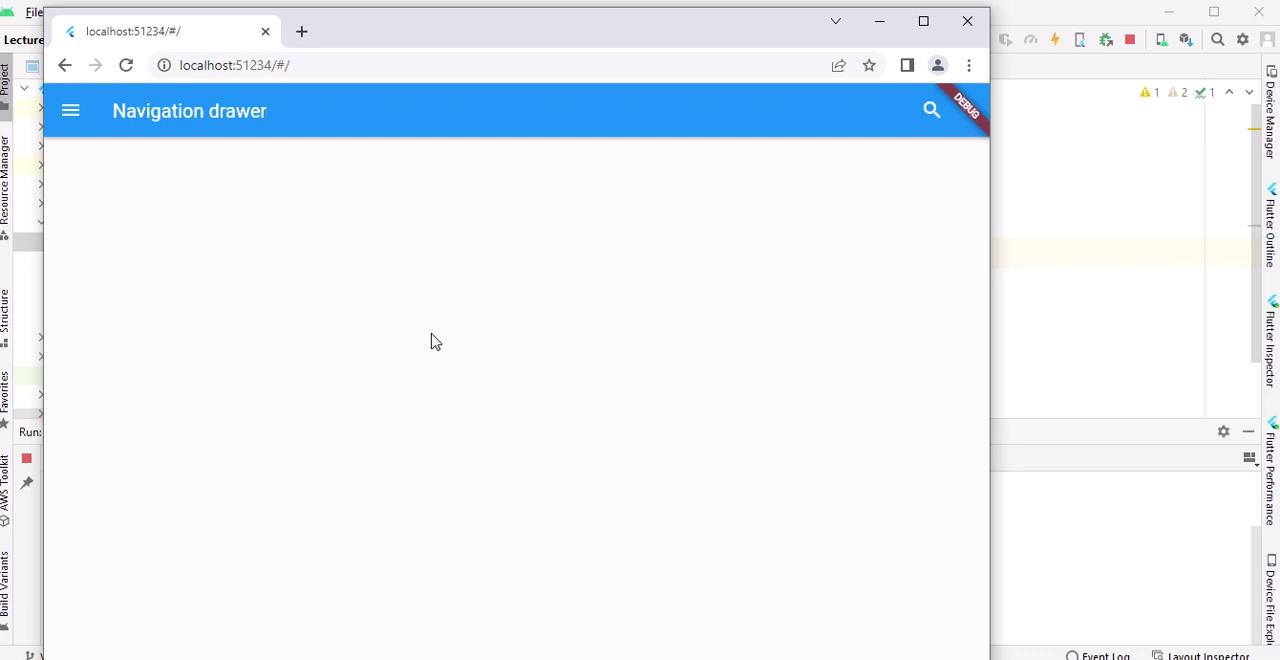 File
localhost:51234/#/
Lecture
localhost:51234/#/
Navigation drawer
DEBUG
1 2 1
Project
Resource Manager
Structure
Favorites
AWS Toolkit
Build Variants
Run:
Device Manager
Flutter Outline
Flutter Inspector
Flutter Performance
Device File Expl
Event Log
Layout Inspector